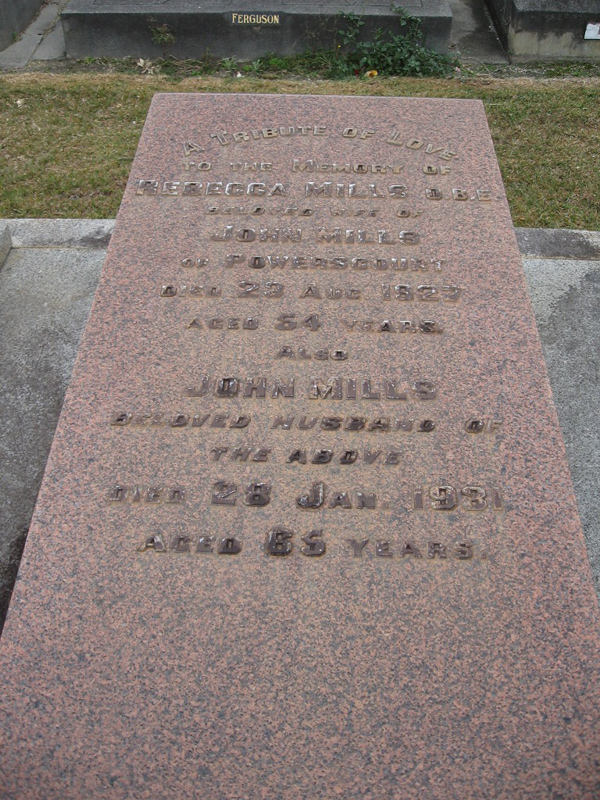 FERGUSON
A TRIBUTE OF LOVE
TO THE MEMORY OF
REBECCA MILLS D.B.E.
BELOVED WIFE OF
JOHN MILLS
OF POWERSCOURT
DIED 23 AUG. 1927
AGED 54 YEARS.
ALSO
JOHN MILLS
BELOVED HUSBAND OF
THE ABOVE
DIED 28 JAN. 1931
AGED 65 YEARS.